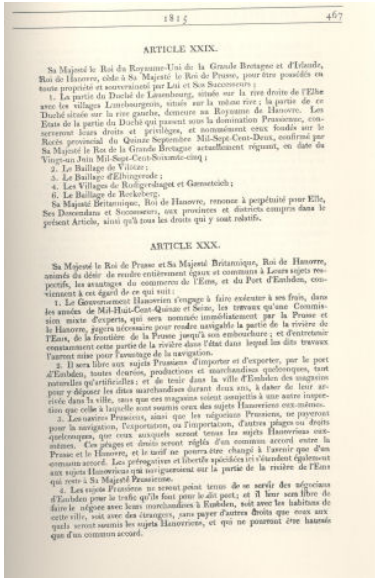 1815 467
ARTICLE XXIX.
Sa Majesté le Roi du Royaume-Uni de la Grande Bretagne et d'Irlande,
Roi de Hanovre, cède à Sa Majesté le Roi de Prusse, pour être possédés en
toute propriété et souveraineté par Lui et Ses Successeurs ;
1. La partie du Duché de Lauenbourg, située sur la rive droite de l'Elbe
avec les villages Lunebourgeois, situés sur la même rive ; la partie de ce
Duché située sur la rive gauche, demeure au Royaume de Hanovre. Les
Etats de la partie du Duché qui passent sous la domination Prussienne, con-
serveront leurs droits et privilèges, et nommément ceux fondés sur le
Recès provincial du Quinze Septembre Mil-Sept-Cent-Deux, confirmé par
Sa Majesté le Roi de la Grande Bretagne actuellement régnant, en date du
Vingt-un Juin Mil-Sept-Cent-Soixante-cinq ;
2. Le Baillage de
3. Le Baillage d'Elbingerode ;
4. Les Villages de et ;
6. Le Baillage de Reckeberg.
Sa Majesté Britannique, Roi de Hanovre, renonce à perpétuité pour Elle,
Ses Descendans et Successeurs, aux provinces et districts compris dans le
présent Article, ainsi qu'à tous les droits qui y sont relatifs.
ARTICLE XXX.
Sa Majesté le Roi de Prusse et Sa Majesté Britannique, Roi de Hanovre,
animés du désir de rendre entièrement égaux et communs à Leurs sujets res-
pectifs, les avantages du commerce de l'Ems, et du Port d'Embden, con-
viennent à cet égard de ce qui suit :
1. Le Gouvernement Hanovrien s'engage à faire exécuter à ses frais, dans
les années de Mil-Huit-Cent-Quinze et Seize, les travaux qu'une Commis-
sion mixte d'experts, qui sera nommée immédiatement par la Prusse et
le Hanovre, jugera nécessaire pour rendre navigable la partie de la rivière de
l'Ems, de la frontière de la Prusse jusqu'à son embouchure ; et d'entretenir
constamment cette partie de la rivière dans l'état dans lequel les dits travaux
l'auront mise pour l'avantage de la navigation.
2. Il sera libre aux sujets Prussiens d'importer et d'exporter, par le port
d'Embden, toutes denrées, productions et marchandises quelconques, tant
naturelles qu'artificielles ; et de tenir dans la ville d'Embden des magasins
pour y déposer les dites marchandises durant deux ans, à dater de leur ar-
rivée dans la ville, sans que ces magasins soient assujettis à une autre inspec-
tion que celle à laquelle sont soumis ceux des sujets Hanovriens eux-mêmes.
3. Les navires Prussiens, ainsi que les négocians Prussiens, ne payeront
pour la navigation, l'exportation, ou l'importation, d'autres péages ou droits
quelconques, que ceux auxquels seront tenus les sujets Hanovriens eux-
mêmes. Ces péages et droits seront réglés d'un commun accord entre la
Prusse et le Hanovre, et le tarif ne pourra être changé à l'avenir que d'un
commun accord. Les prérogatives et libertés spécifiées ici s'étendent également
aux sujets Hanovriens qui navigueroient sur la partie de la rivière de l'Ems
qui reste à Sa Majesté Prussienne.
4. Les sujets Prussiens ne seront point tenus de se servir des négocians
d'Embden pour le trafic qu'ils font pour le dit port ; et il leur sera libre de
faire le négoce avec leurs marchandises à Embden, soit avec les habitans de
cette ville, soit avec des étrangers, sans payer d'autres droits que ceux aux
quels seront soumis les sujets Hanovriens, et qui ne pourront être haussés
que d'un commun accord.